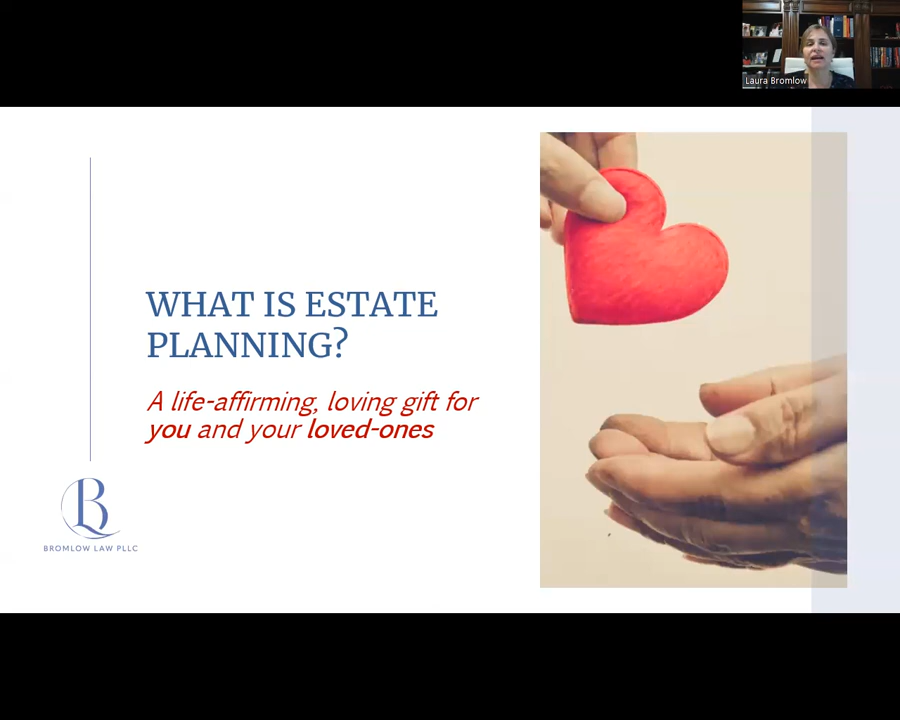 Laura Bromlow
WHAT IS ESTATE
PLANNING?
A life-affirming, loving gift for
you and your loved-ones
B
BROMLOW LAW PLLC